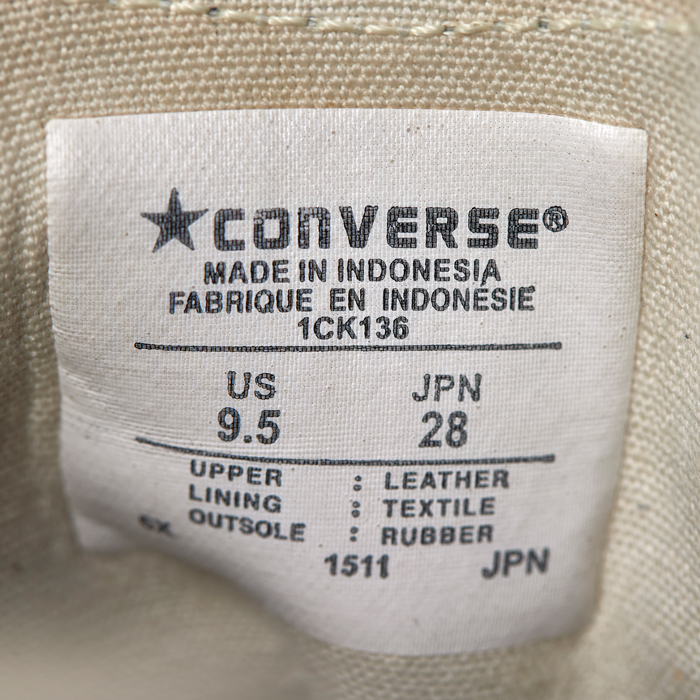 CONVERSE®
MADE IN INDONESIA
FABRIQUE EN INDONÉSIE
1CK136
US JPN
9.5 28
UPPER : LEATHER
LINING : TEXTILE
OUTSOLE : RUBBER
1511 JPN